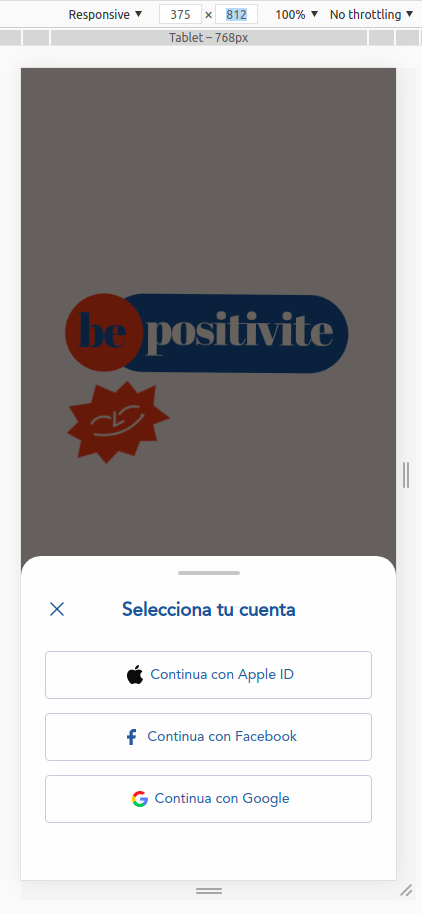 Responsive 375 × 812 100% No throttling
Tablet – 768px
be positivite
Selecciona tu cuenta
Continua con Apple ID
Continua con Facebook
Continua con Google